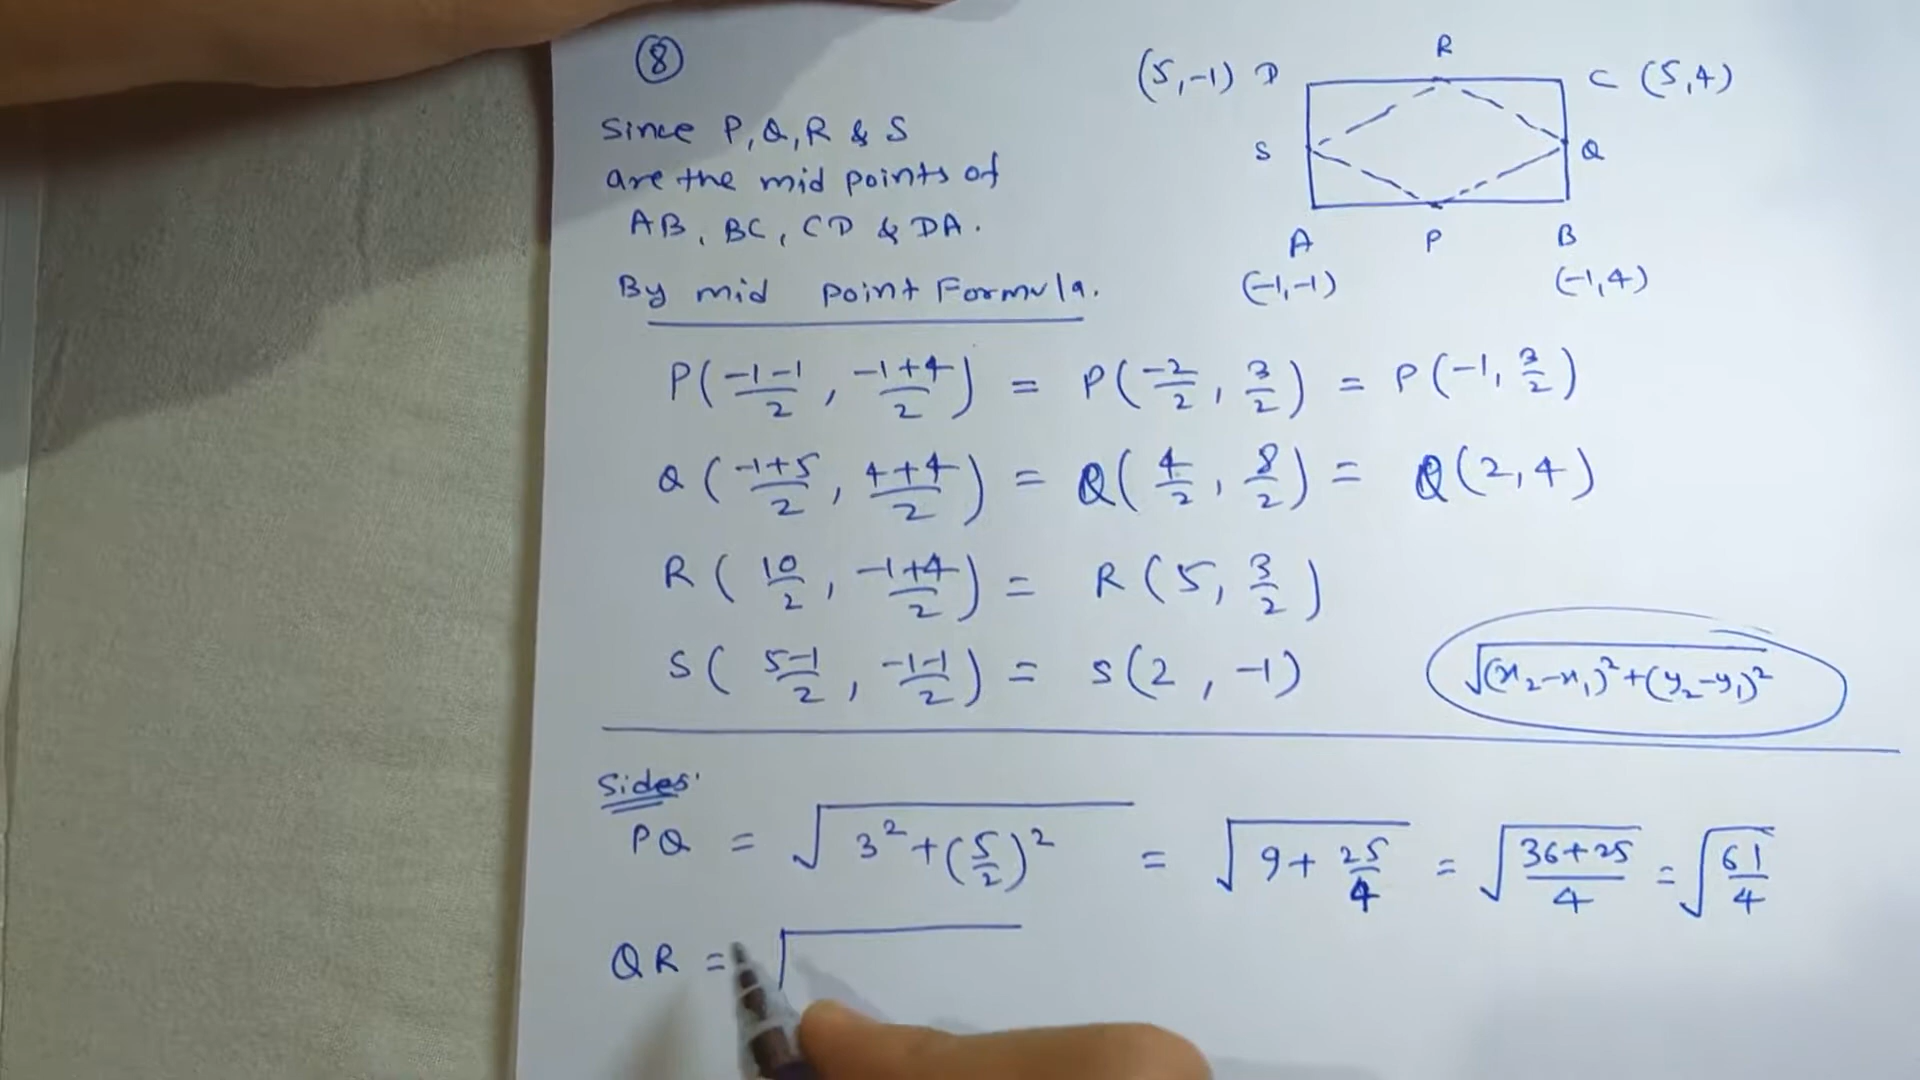 8
Since P, Q, R & S
are the mid points of
AB, BC, CD & DA.
By mid point Formula.
(5,-1) D R C (5,4)
S Q
A P B
(-1,-1) (-1,4)
P(-1-1/2, -1+4/2) = P(-2/2, 3/2) = P(-1, 3/2)
Q(-1+5/2, 4+4/2) = Q(4/2, 8/2) = Q(2,4)
R(10/2, -1+4/2) = R(5, 3/2)
S(5-1/2, -1-1/2) = S(2, -1)
√(x₂-x₁)²+(y₂-y₁)²
Sides'
PQ = √3²+(5/2)² = √9+25/4 = √36+25/4 = √61/4
QR = √